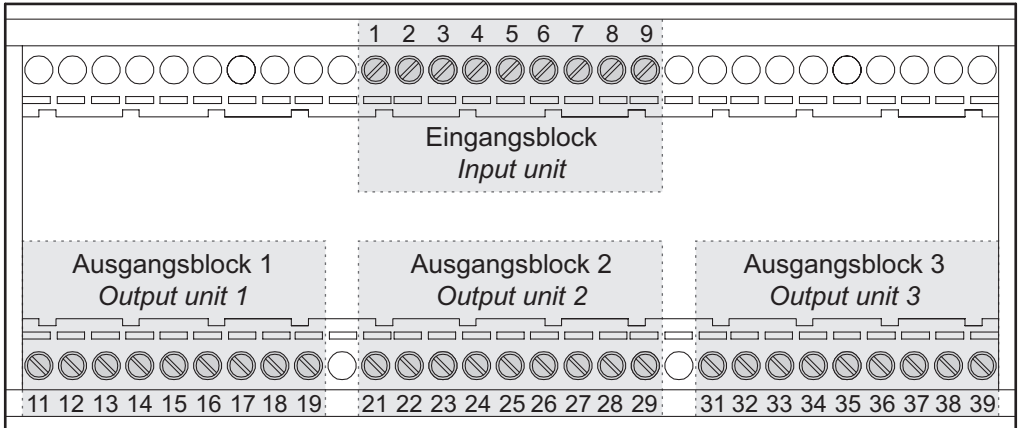 1 2 3 4 5 6 7 8 9
Eingangsblock
Input unit
Ausgangsblock 1
Output unit 1
Ausgangsblock 2
Output unit 2
Ausgangsblock 3
Output unit 3
11 12 13 14 15 16 17 18 19 21 22 23 24 25 26 27 28 29 31 32 33 34 35 36 37 38 39